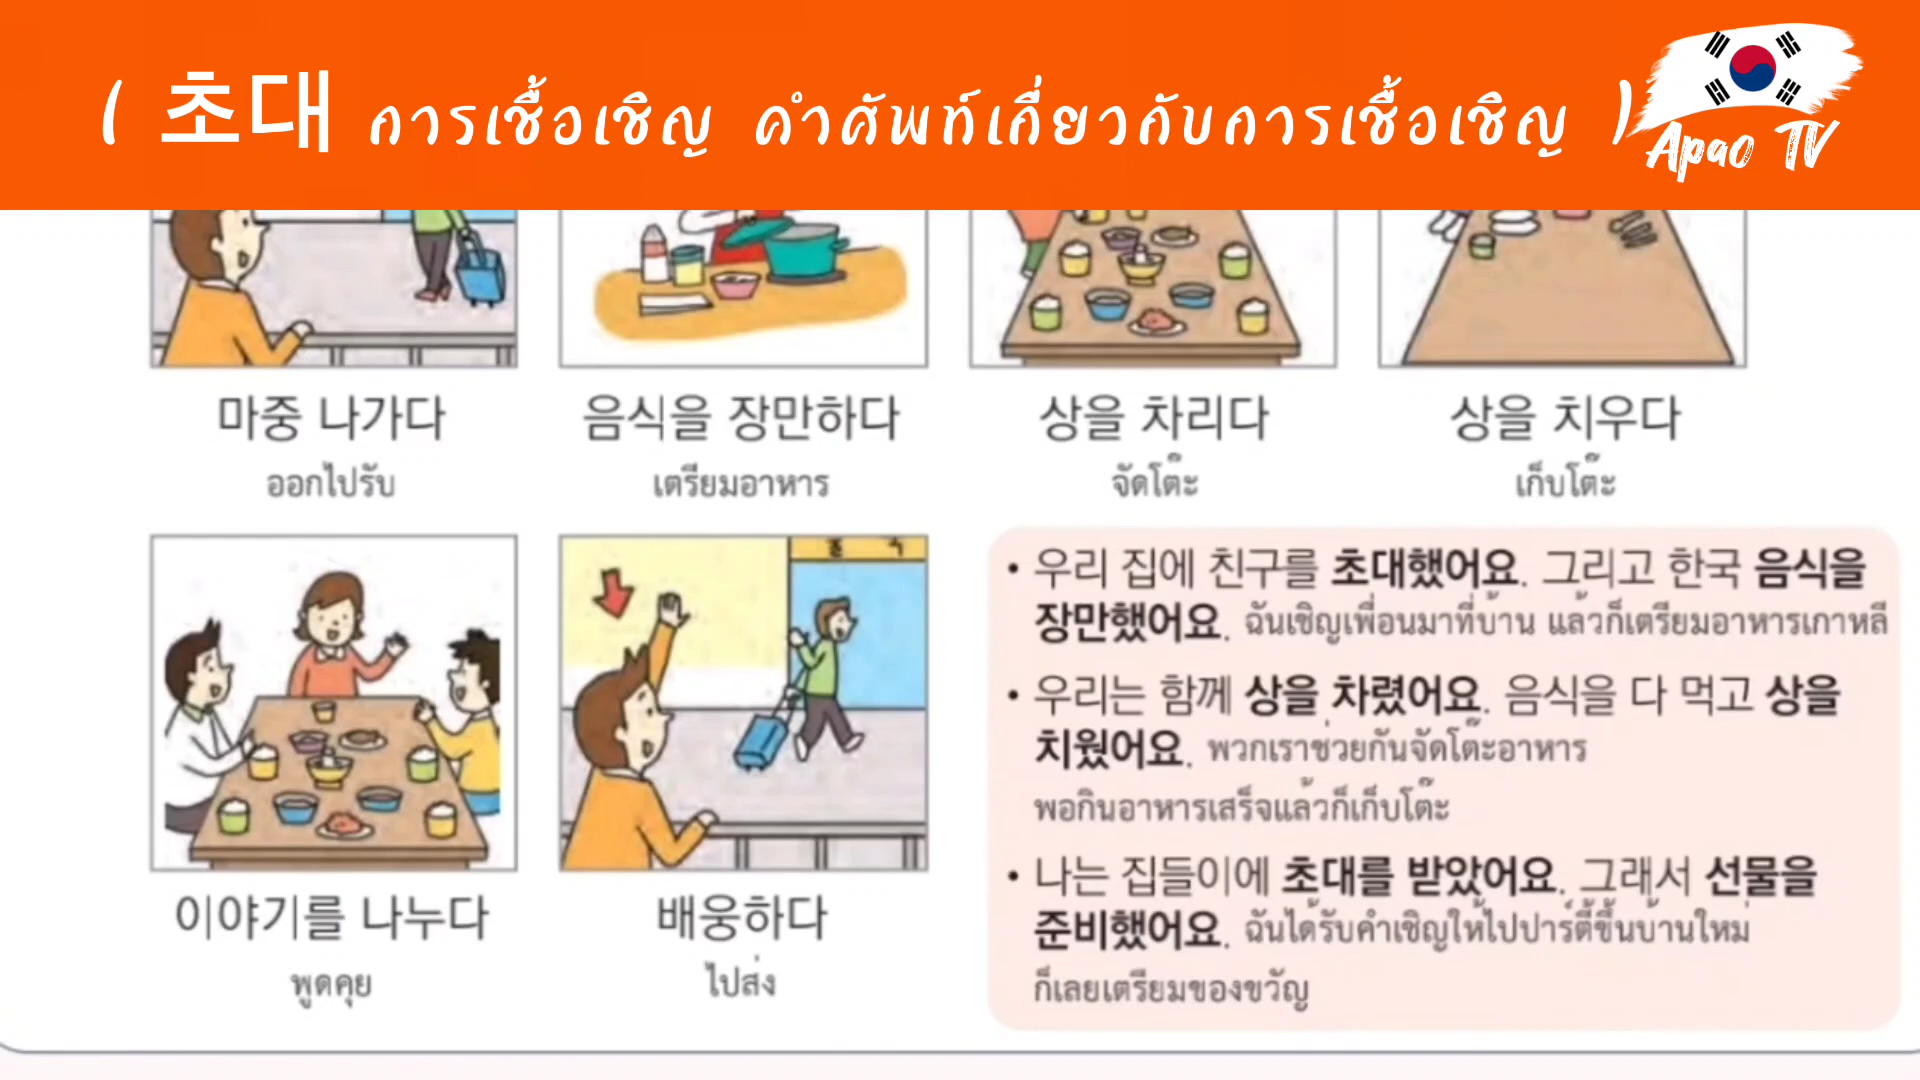 ( 초대 การเชื้อเชิญ คำศัพท์เกี่ยวกับการเชื้อเชิญ )
Apao TV
마중 나가다
ออกไปรับ
음식을 장만하다
เตรียมอาหาร
상을 차리다
จัดโต๊ะ
상을 치우다
เก็บโต๊ะ
이야기를 나누다
พูดคุย
배웅하다
ไปส่ง
• 우리 집에 친구를 초대했어요. 그리고 한국 음식을
장만했어요. ฉันเชิญเพื่อนมาที่บ้าน แล้วก็เตรียมอาหารเกาหลี
• 우리는 함께 상을 차렸어요. 음식을 다 먹고 상을
치웠어요. พวกเราช่วยกันจัดโต๊ะอาหาร
พอกินอาหารเสร็จแล้วก็เก็บโต๊ะ
• 나는 집들이에 초대를 받았어요. 그래서 선물을
준비했어요. ฉันได้รับคำเชิญให้ไปปาร์ตี้ขึ้นบ้านใหม่
ก็เลยเตรียมของขวัญ